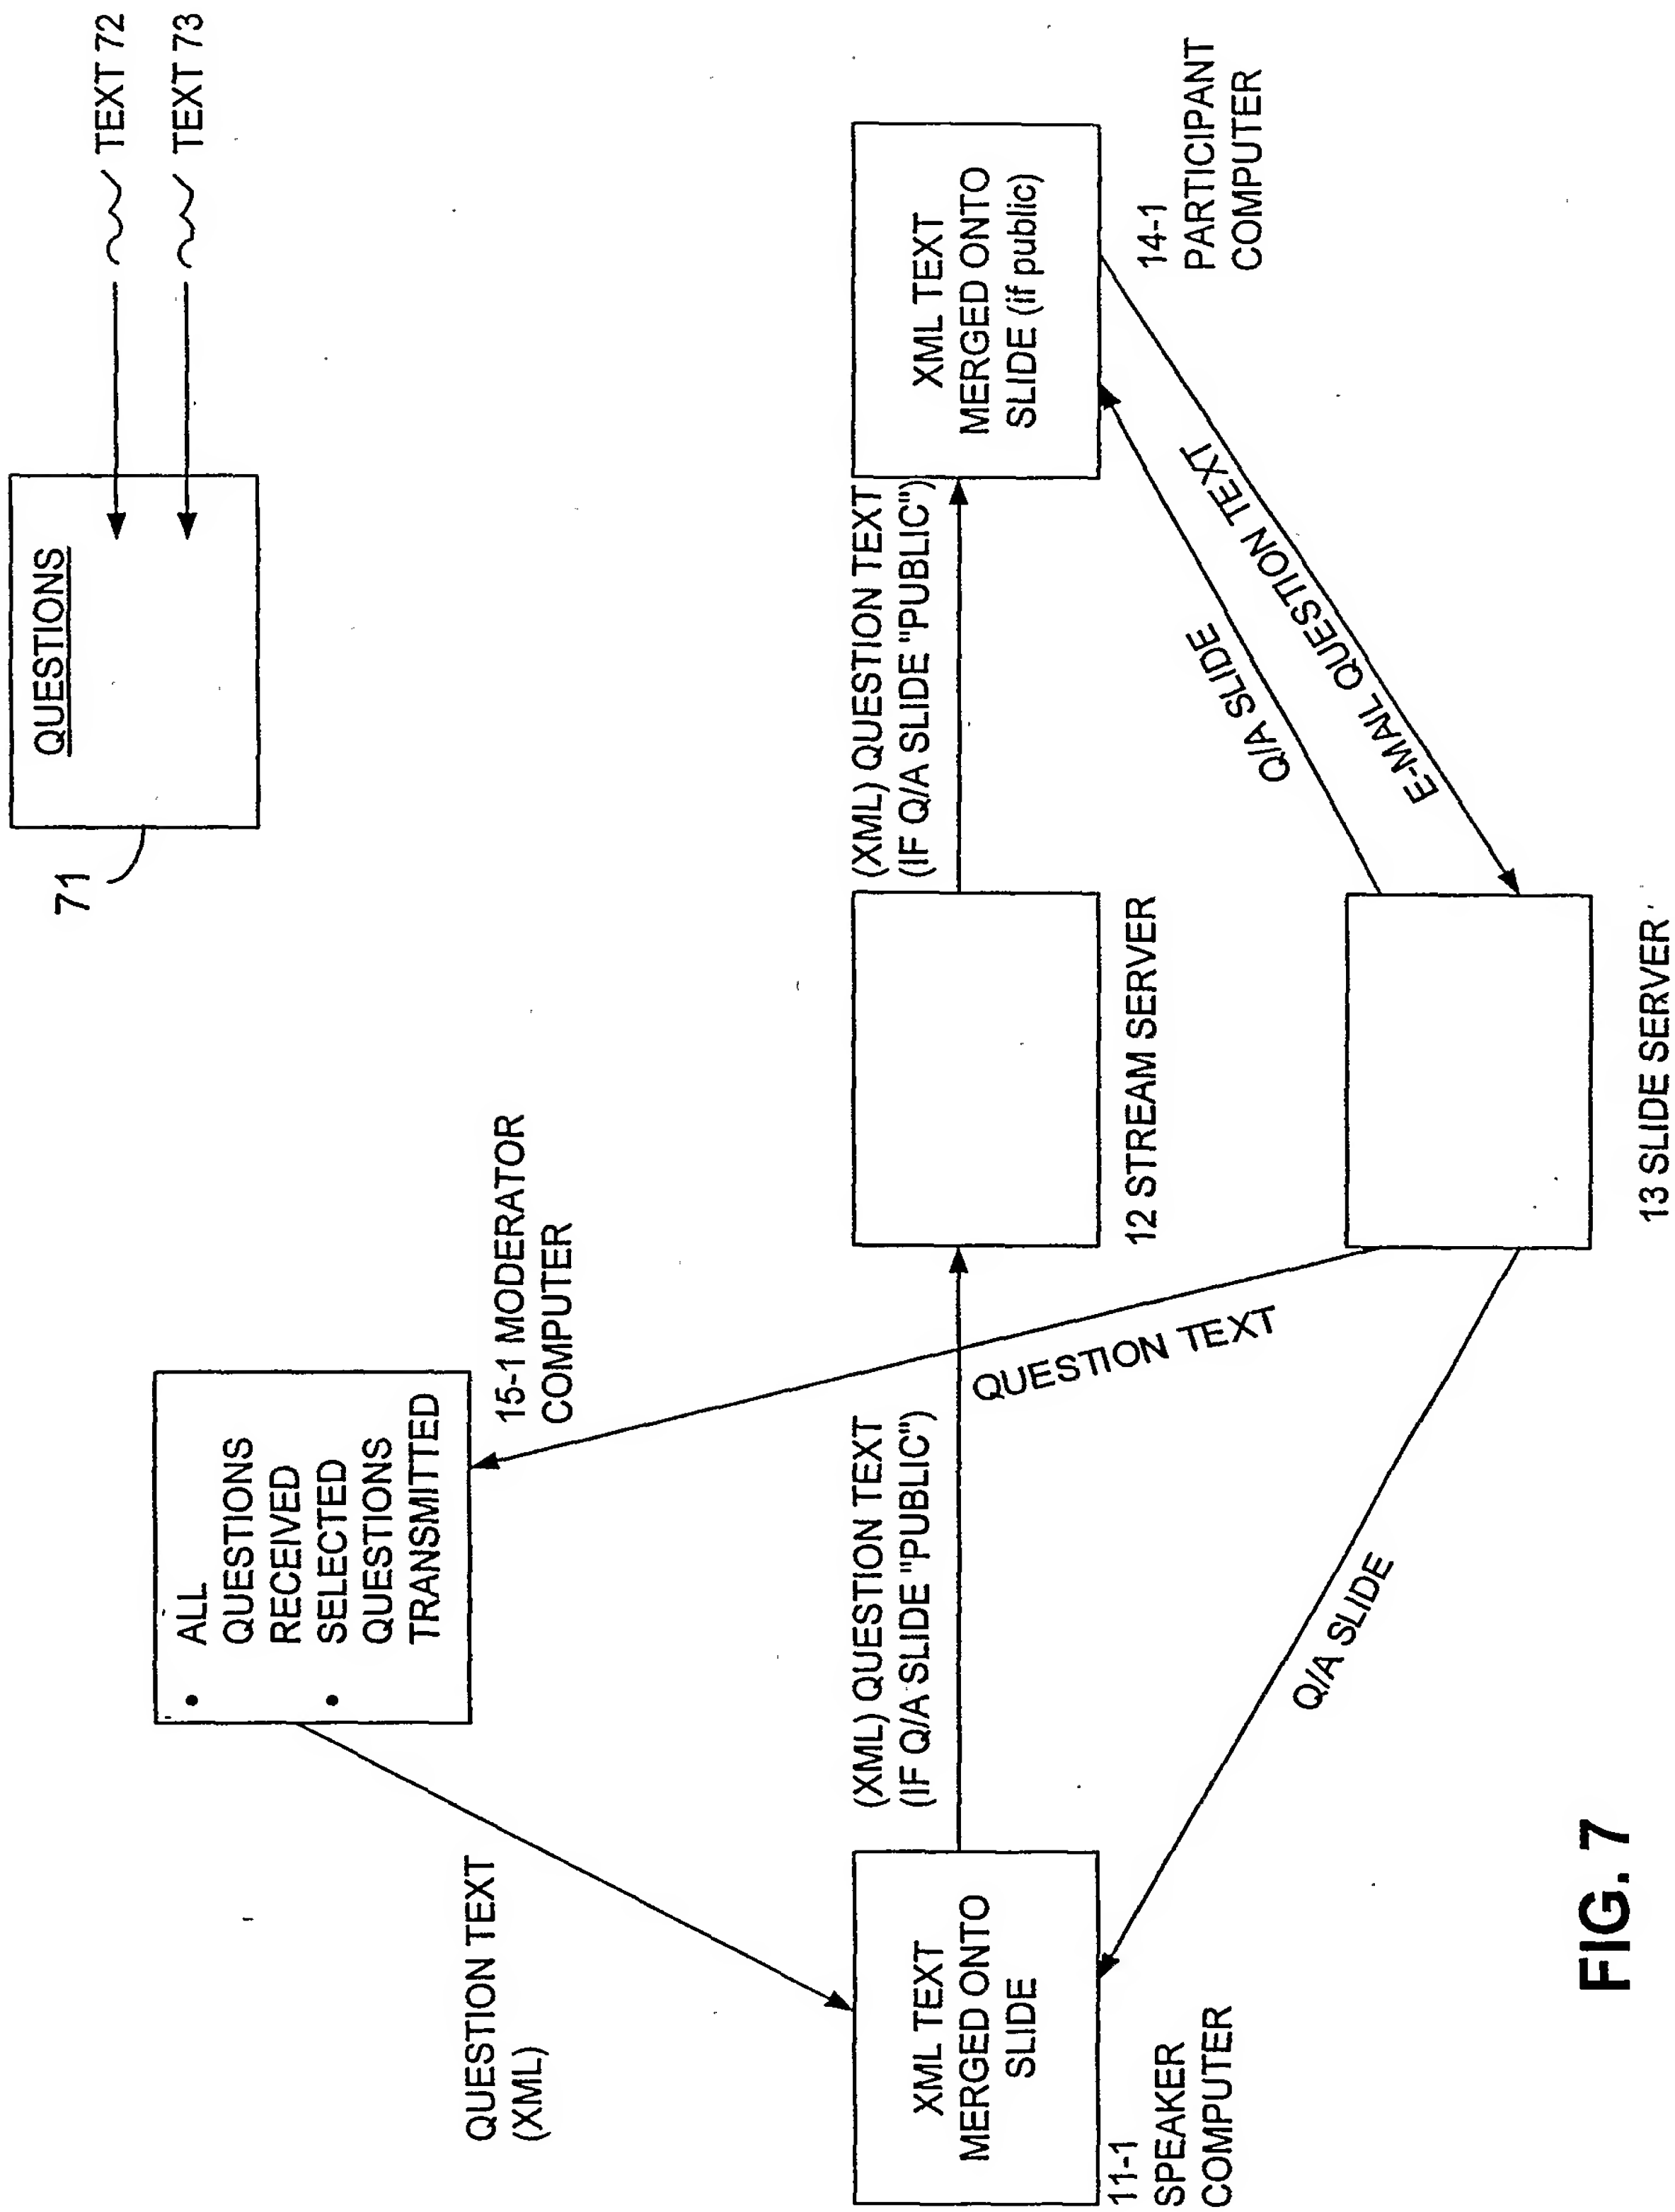 QUESTIONS
TEXT 72
TEXT 73
71
• ALL
QUESTIONS
RECEIVED
• SELECTED
QUESTIONS
TRANSMITTED
15-1 MODERATOR
COMPUTER
QUESTION TEXT
(XML)
QUESTION TEXT
XML TEXT
MERGED ONTO
SLIDE
11-1
SPEAKER
COMPUTER
(XML) QUESTION TEXT
(IF Q/A SLIDE "PUBLIC")
12 STREAM SERVER
(XML) QUESTION TEXT
(IF Q/A SLIDE "PUBLIC")
XML TEXT
MERGED ONTO
SLIDE (if public)
14-1
PARTICIPANT
COMPUTER
Q/A SLIDE
Q/A SLIDE
E-MAIL QUESTION TEXT
13 SLIDE SERVER
FIG. 7